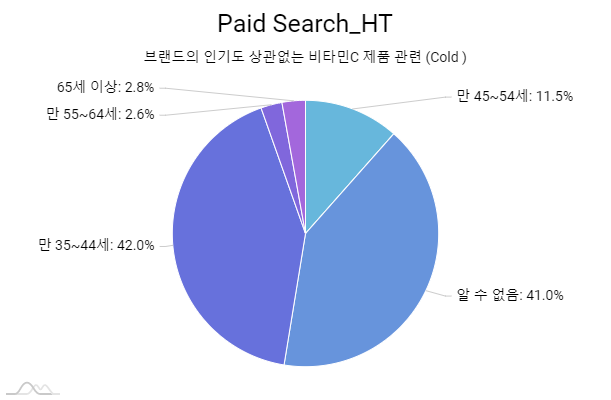 Paid Search_HT
브랜드의 인기도 상관없는 비타민C 제품 관련 (Cold )
65세 이상: 2.8%
만 45~54세: 11.5%
만 55~64세: 2.6%
만 35~44세: 42.0%
알 수 없음: 41.0%